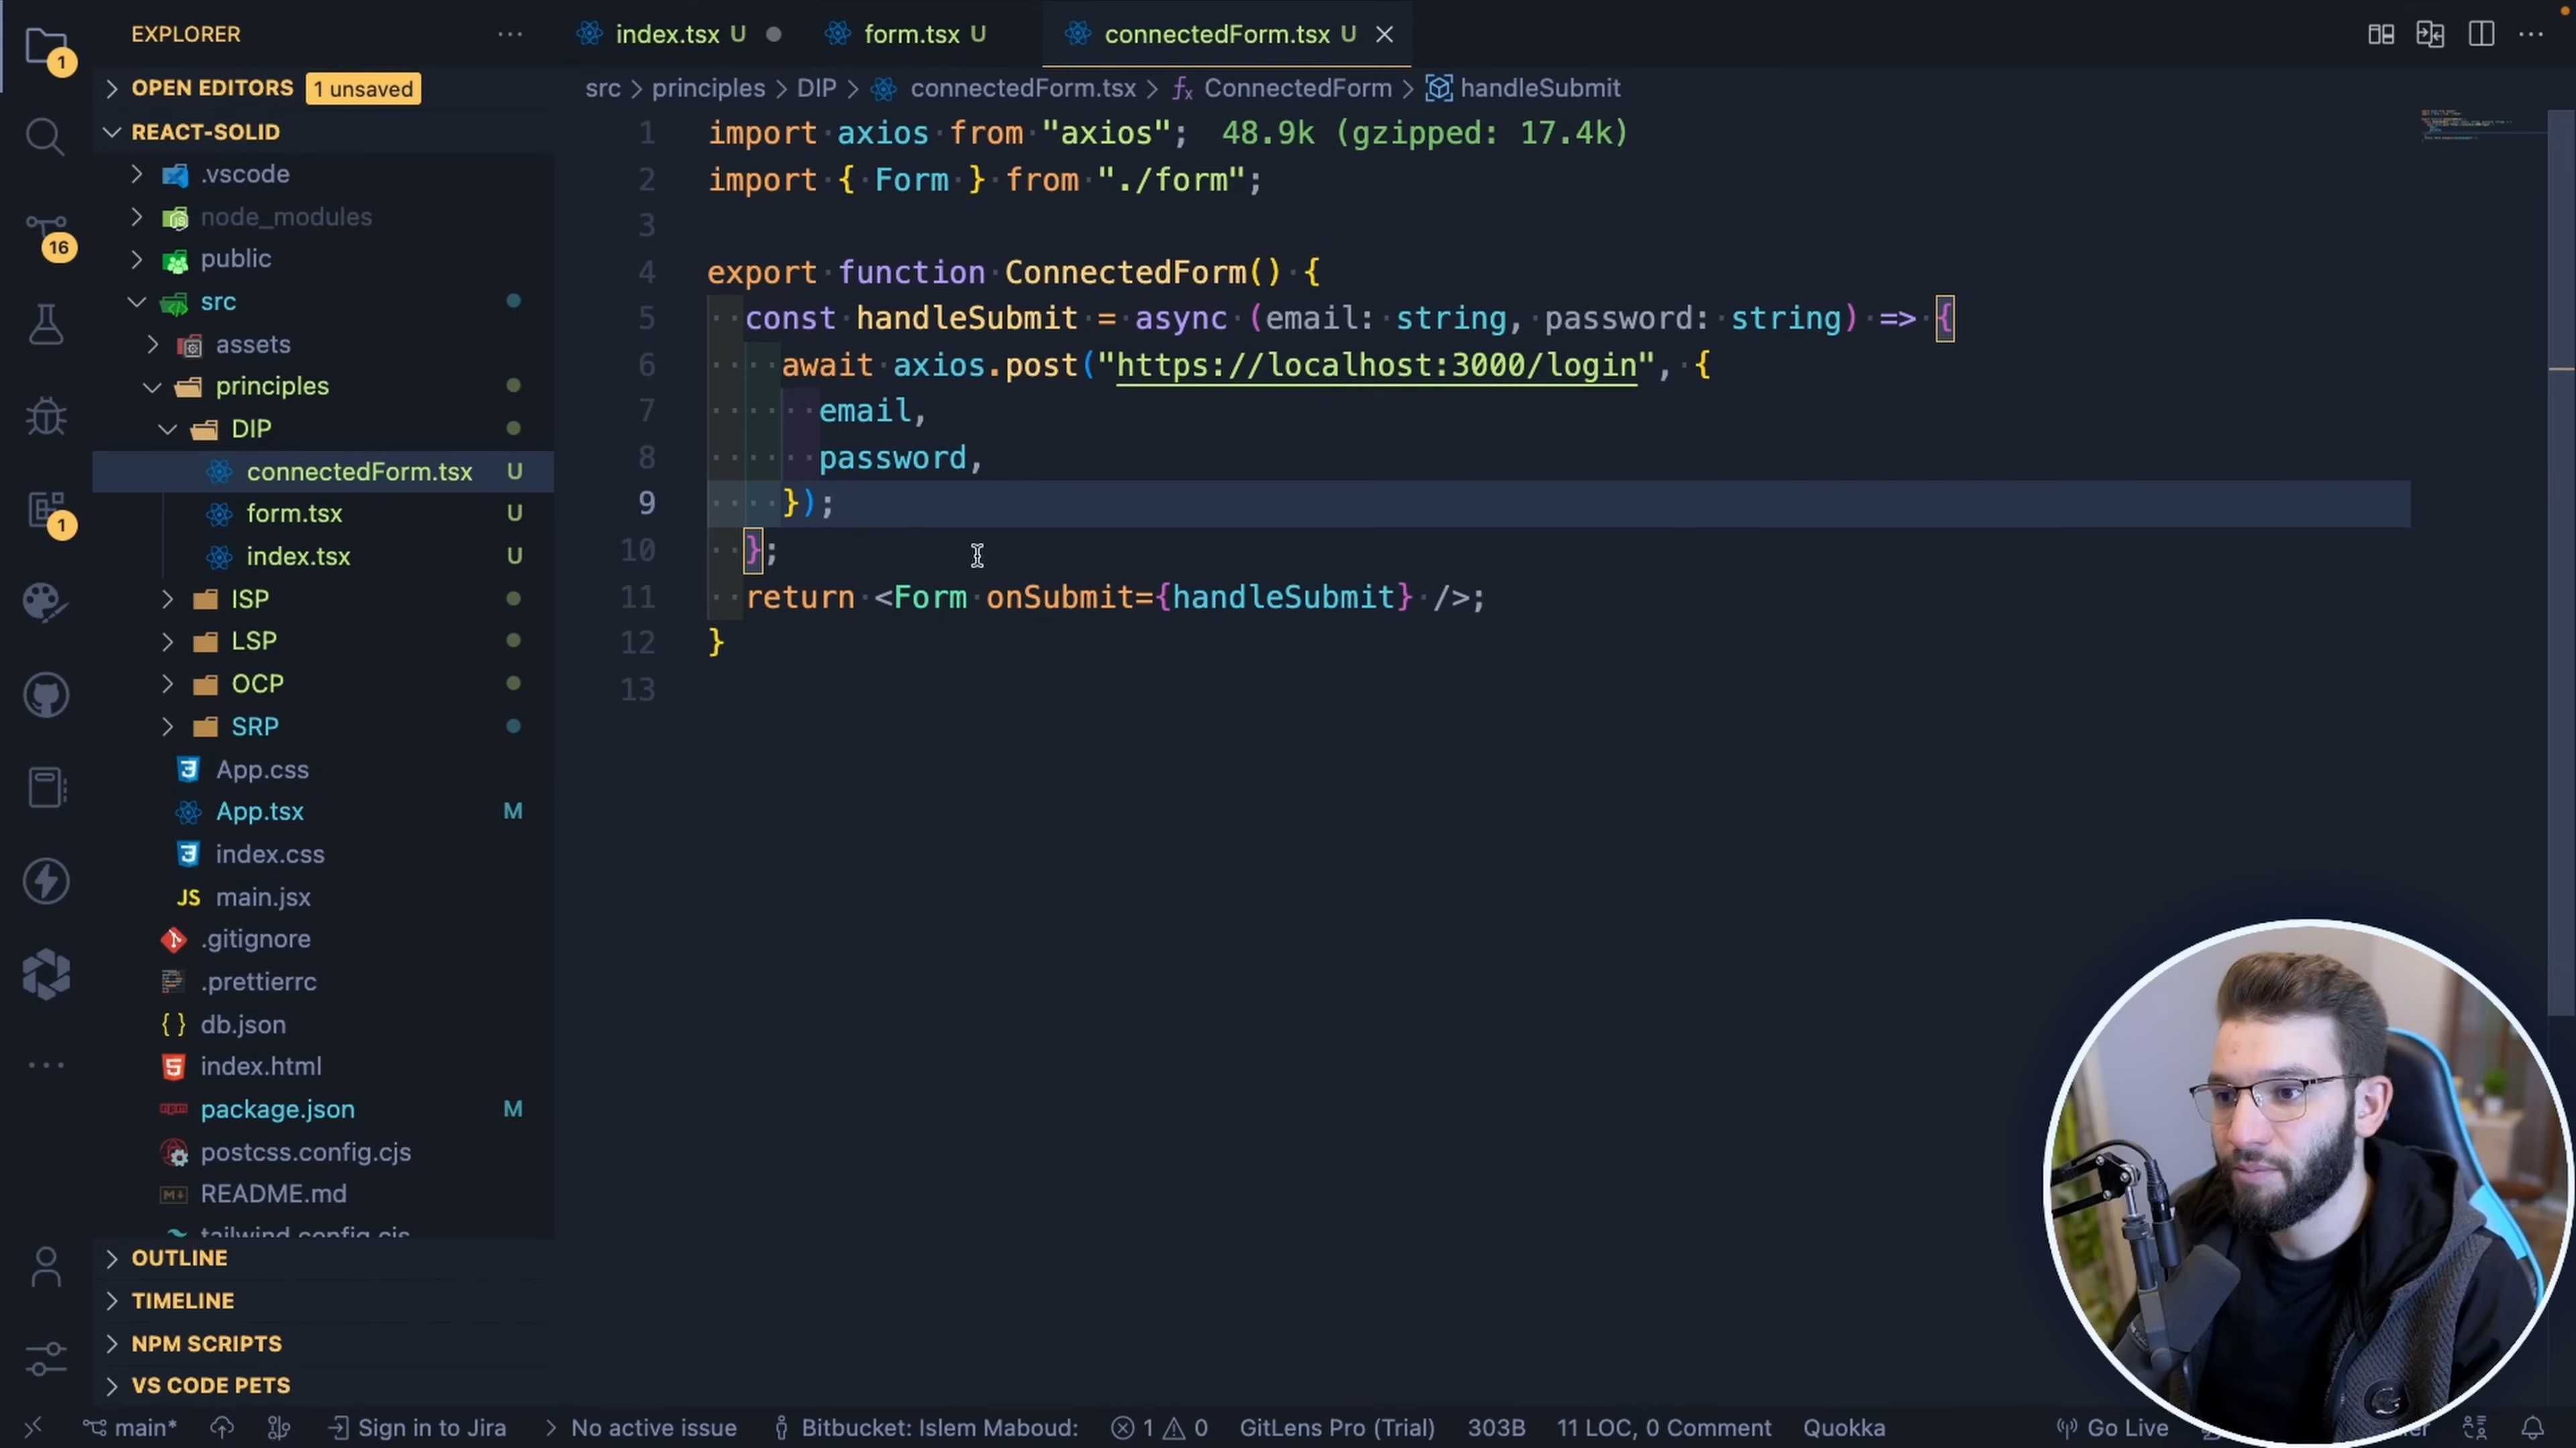 EXPLORER
OPEN EDITORS 1 unsaved
REACT-SOLID
.vscode
node_modules
public
src
assets
principles
DIP
connectedForm.tsx U
form.tsx U
index.tsx U
ISP
LSP
OCP
SRP
App.css
App.tsx M
index.css
JS main.jsx
.gitignore
.prettierrc
db.json
index.html
package.json M
postcss.config.cjs
README.md
tailwind.config.cjs
OUTLINE
TIMELINE
NPM SCRIPTS
VS CODE PETS
1
16
1
index.tsx U
form.tsx U
connectedForm.tsx U
src > principles > DIP > connectedForm.tsx > ConnectedForm > handleSubmit
1 import axios from "axios"; 48.9k (gzipped: 17.4k)
2 import { Form } from "./form";
3
4 export function ConnectedForm() {
5 const handleSubmit = async (email: string, password: string) => {
6 await axios.post("https://localhost:3000/login", {
7 email,
8 password,
9 });
10 };
11 return <Form onSubmit={handleSubmit} />;
12 }
13
main* Sign in to Jira No active issue Bitbucket: Islem Maboud: 1 0 GitLens Pro (Trial) 303B 11 LOC, 0 Comment Quokka Go Live